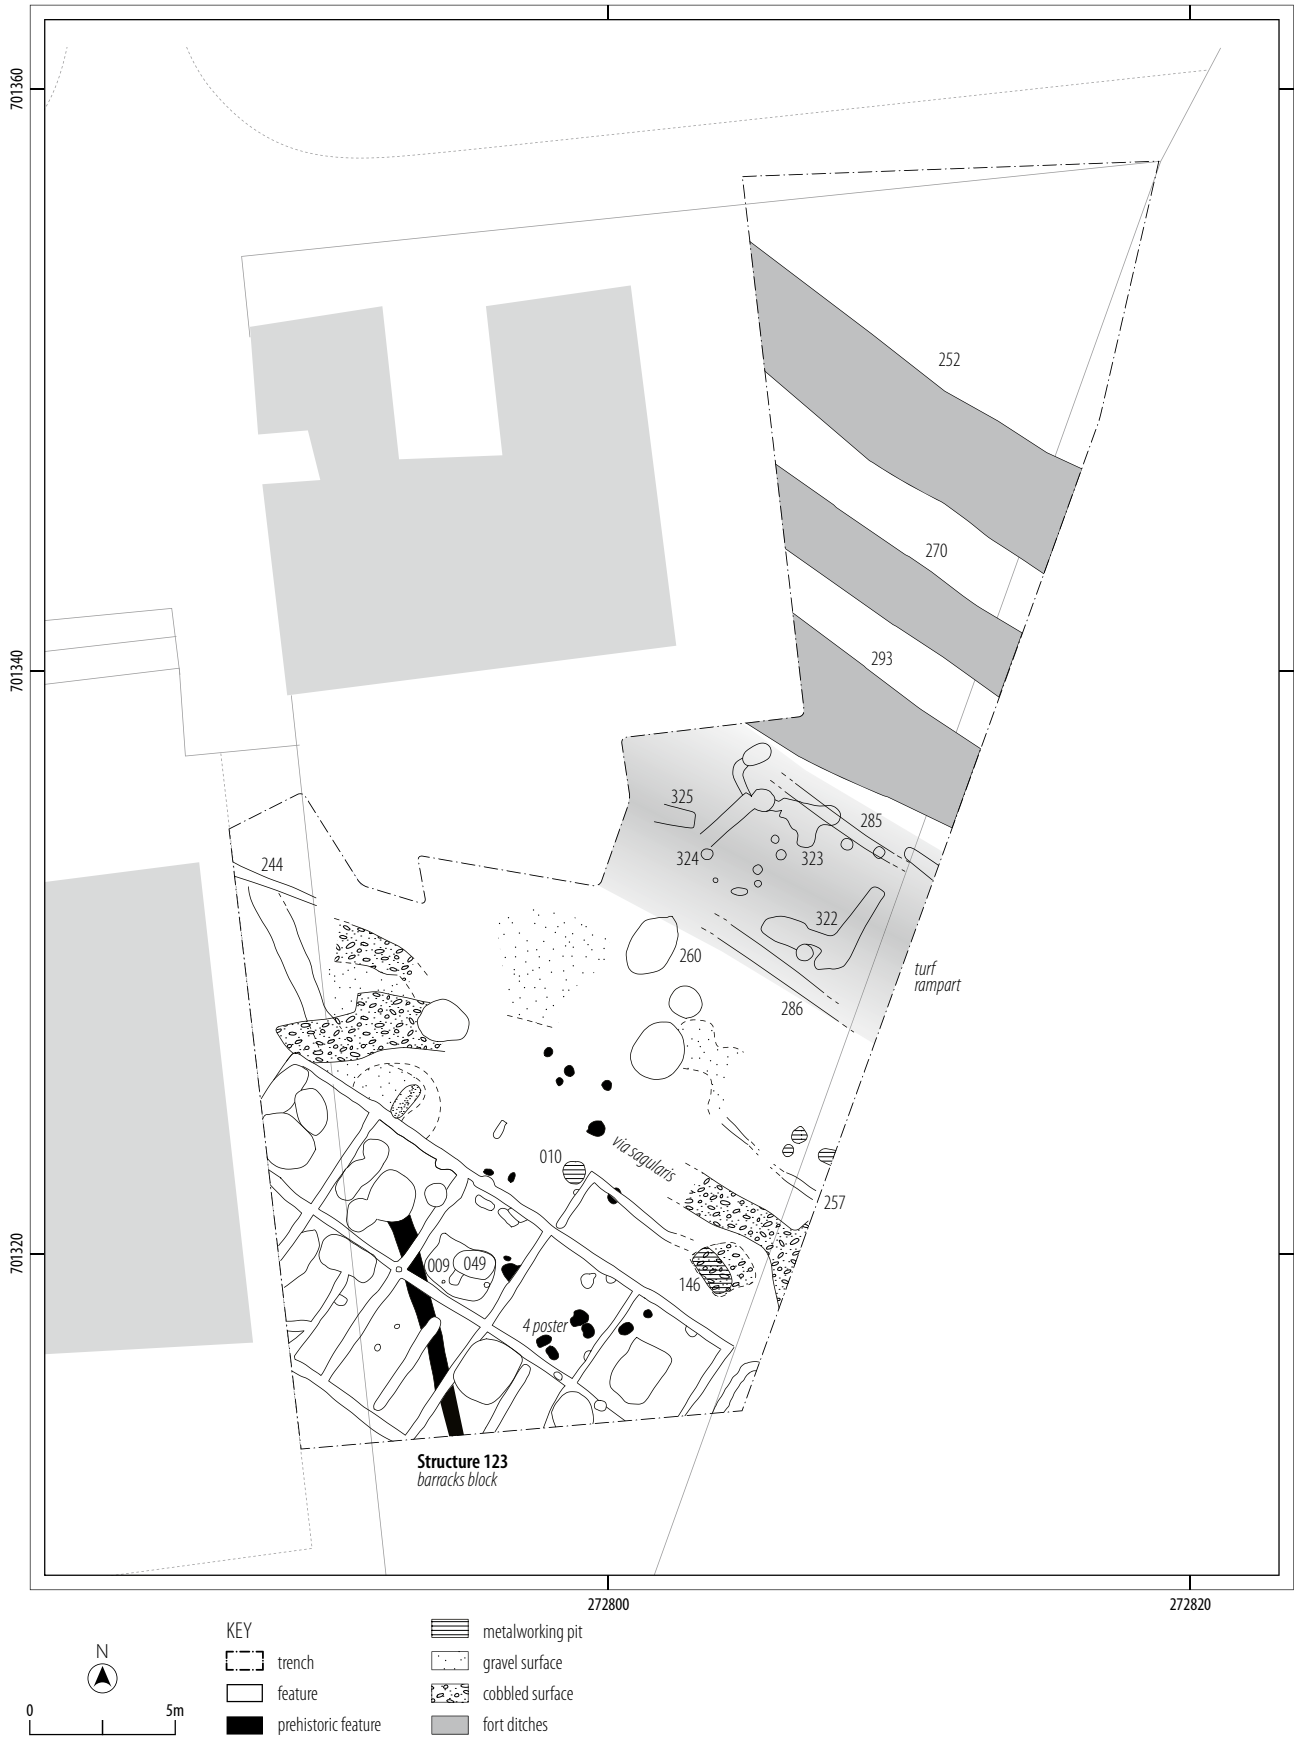 701360
252
270
701340
293
325
285
324
323
244
322
260
turf
rampart
286
via sagularis
010
257
701320
009
049
146
4 poster
Structure 123
barracks block
272800
272820
KEY
metalworking pit
N
trench
gravel surface
feature
cobbled surface
0
5m
prehistoric feature
fort ditches